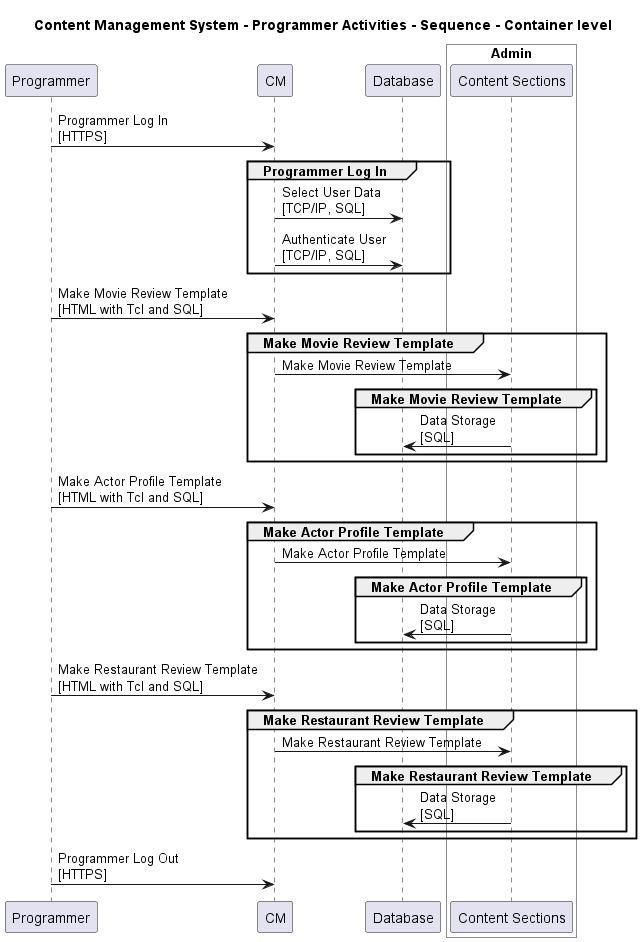 Content Management System - Programmer Activities - Sequence - Container level
Admin
Programmer CM Database Content Sections
Programmer Log In
[HTTPS]
Programmer Log In
Select User Data
[TCP/IP, SQL]
Authenticate User
[TCP/IP, SQL]
Make Movie Review Template
[HTML with Tcl and SQL]
Make Movie Review Template
Make Movie Review Template
Make Movie Review Template
Data Storage
[SQL]
Make Actor Profile Template
[HTML with Tcl and SQL]
Make Actor Profile Template
Make Actor Profile Template
Make Actor Profile Template
Data Storage
[SQL]
Make Restaurant Review Template
[HTML with Tcl and SQL]
Make Restaurant Review Template
Make Restaurant Review Template
Make Restaurant Review Template
Data Storage
[SQL]
Programmer Log Out
[HTTPS]
Programmer CM Database Content Sections